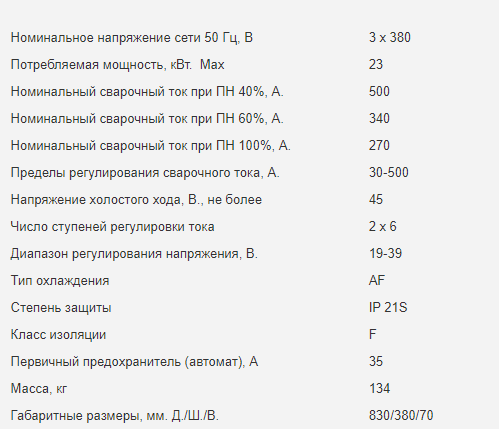 Номинальное напряжение сети 50 Гц, В 3 x 380
Потребляемая мощность, кВт. Max 23
Номинальный сварочный ток при ПН 40%, А. 500
Номинальный сварочный ток при ПН 60%, А. 340
Номинальный сварочный ток при ПН 100%, А. 270
Пределы регулирования сварочного тока, А. 30-500
Напряжение холостого хода, В., не более 45
Число ступеней регулировки тока 2 x 6
Диапазон регулирования напряжения, В. 19-39
Тип охлаждения AF
Степень защиты IP 21S
Класс изоляции F
Первичный предохранитель (автомат), А 35
Масса, кг 134
Габаритные размеры, мм. Д./Ш./В. 830/380/70